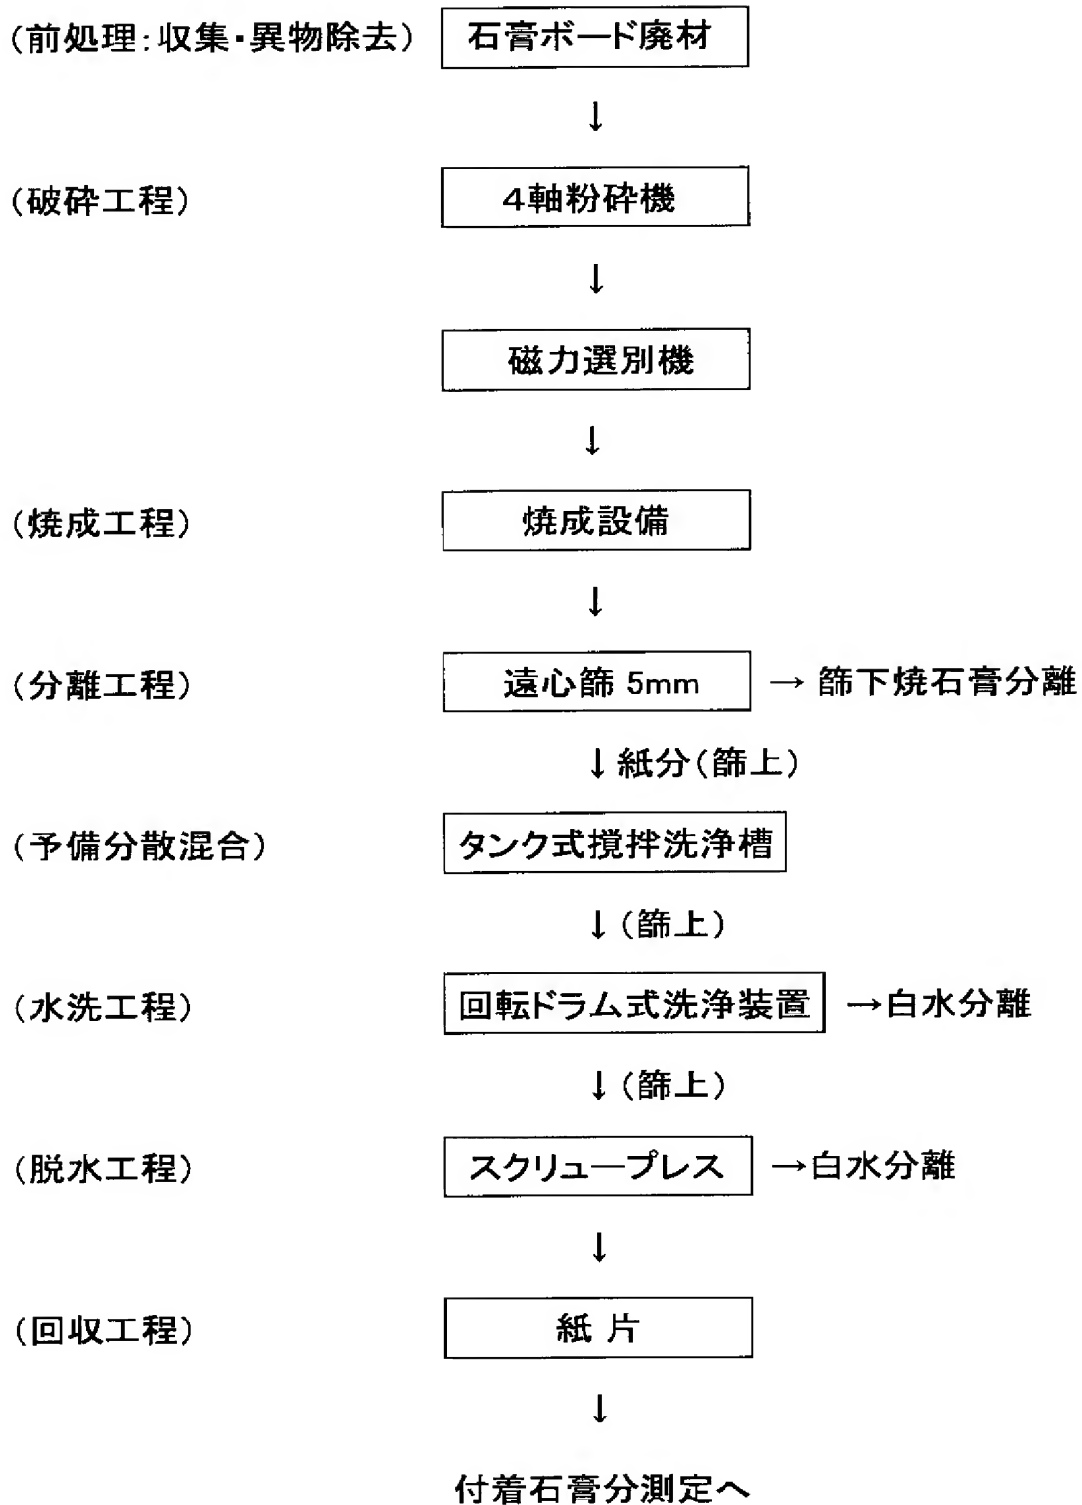 (前処理:収集・異物除去) 石膏ボード廃材
↓
(破砕工程) 4軸粉砕機
↓
磁力選別機
↓
(焼成工程) 焼成設備
↓
(分離工程) 遠心篩 5mm → 篩下焼石膏分離
↓紙分(篩上)
(予備分散混合) タンク式撹拌洗浄槽
↓(篩上)
(水洗工程) 回転ドラム式洗浄装置 →白水分離
↓(篩上)
(脱水工程) スクリュープレス →白水分離
↓
(回収工程) 紙 片
↓
付着石膏分測定へ